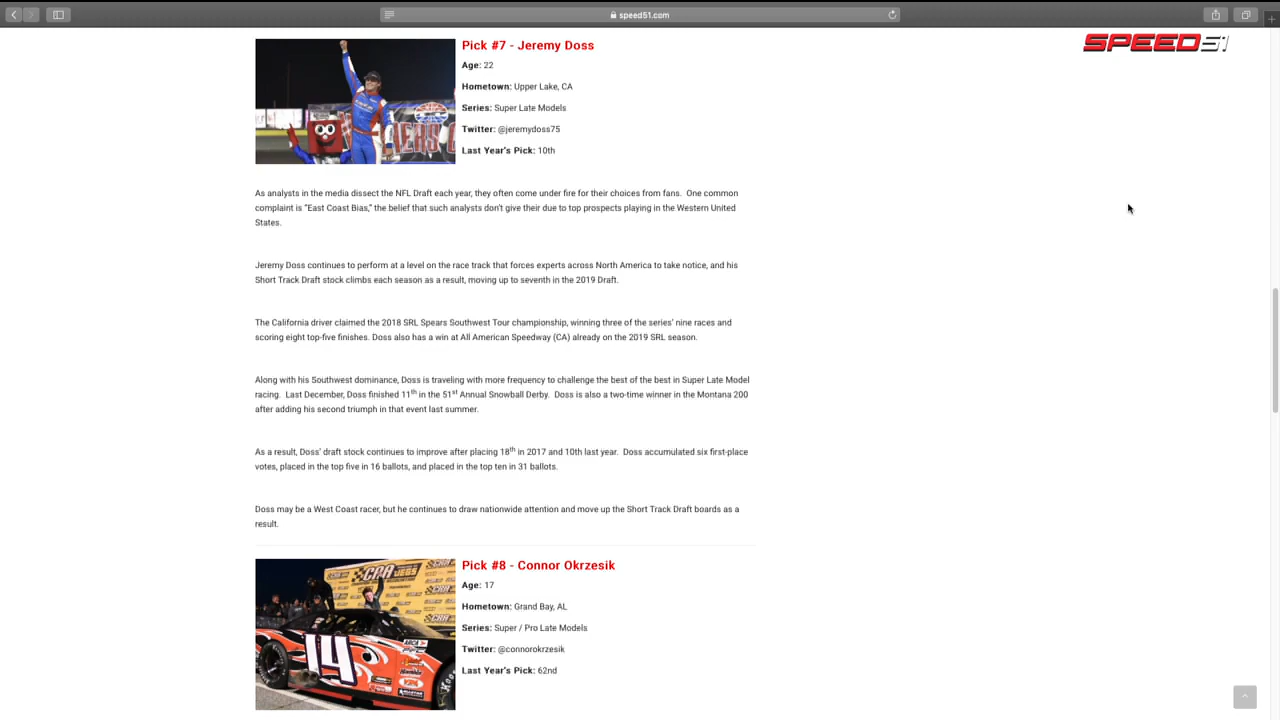 speed51.com
SPEED51
Pick #7 - Jeremy Doss
Age: 22
Hometown: Upper Lake, CA
Series: Super Late Models
Twitter: @jeremydoss75
Last Year's Pick: 10th
As analysts in the media dissect the NFL Draft each year, they often come under fire for their choices from fans. One common
complaint is “East Coast Bias,” the belief that such analysts don't give their due to top prospects playing in the Western United
States.
Jeremy Doss continues to perform at a level on the race track that forces experts across North America to take notice, and his
Short Track Draft stock climbs each season as a result, moving up to seventh in the 2019 Draft.
The California driver claimed the 2018 SRL Spears Southwest Tour championship, winning three of the series' nine races and
scoring eight top-five finishes. Doss also has a win at All American Speedway (CA) already on the 2019 SRL season.
Along with his Southwest dominance, Doss is traveling with more frequency to challenge the best of the best in Super Late Model
racing. Last December, Doss finished 11th in the 51st Annual Snowball Derby. Doss is also a two-time winner in the Montana 200
after adding his second triumph in that event last summer.
As a result, Doss' draft stock continues to improve after placing 18th in 2017 and 10th last year. Doss accumulated six first-place
votes, placed in the top five in 16 ballots, and placed in the top ten in 31 ballots.
Doss may be a West Coast racer, but he continues to draw nationwide attention and move up the Short Track Draft boards as a
result.
Pick #8 - Connor Okrzesik
Age: 17
Hometown: Grand Bay, AL
Series: Super / Pro Late Models
Twitter: @connorokrzesik
Last Year's Pick: 62nd
CRA JEGS
14
ARCA